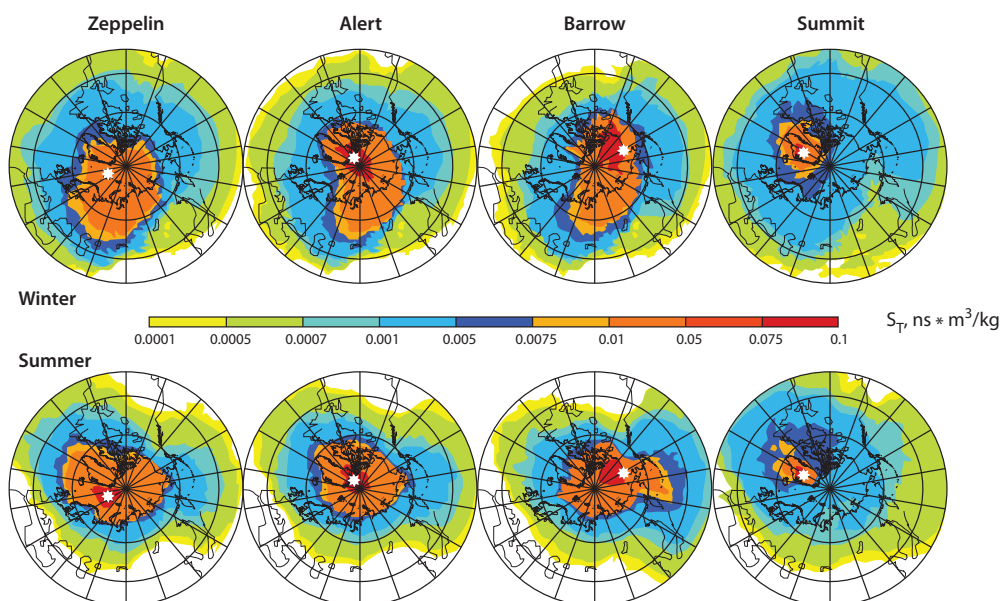 Zeppelin Alert Barrow Summit
Winter
S_T, ns * m³/kg
0.0001 0.0005 0.0007 0.001 0.005 0.0075 0.01 0.05 0.075 0.1
Summer